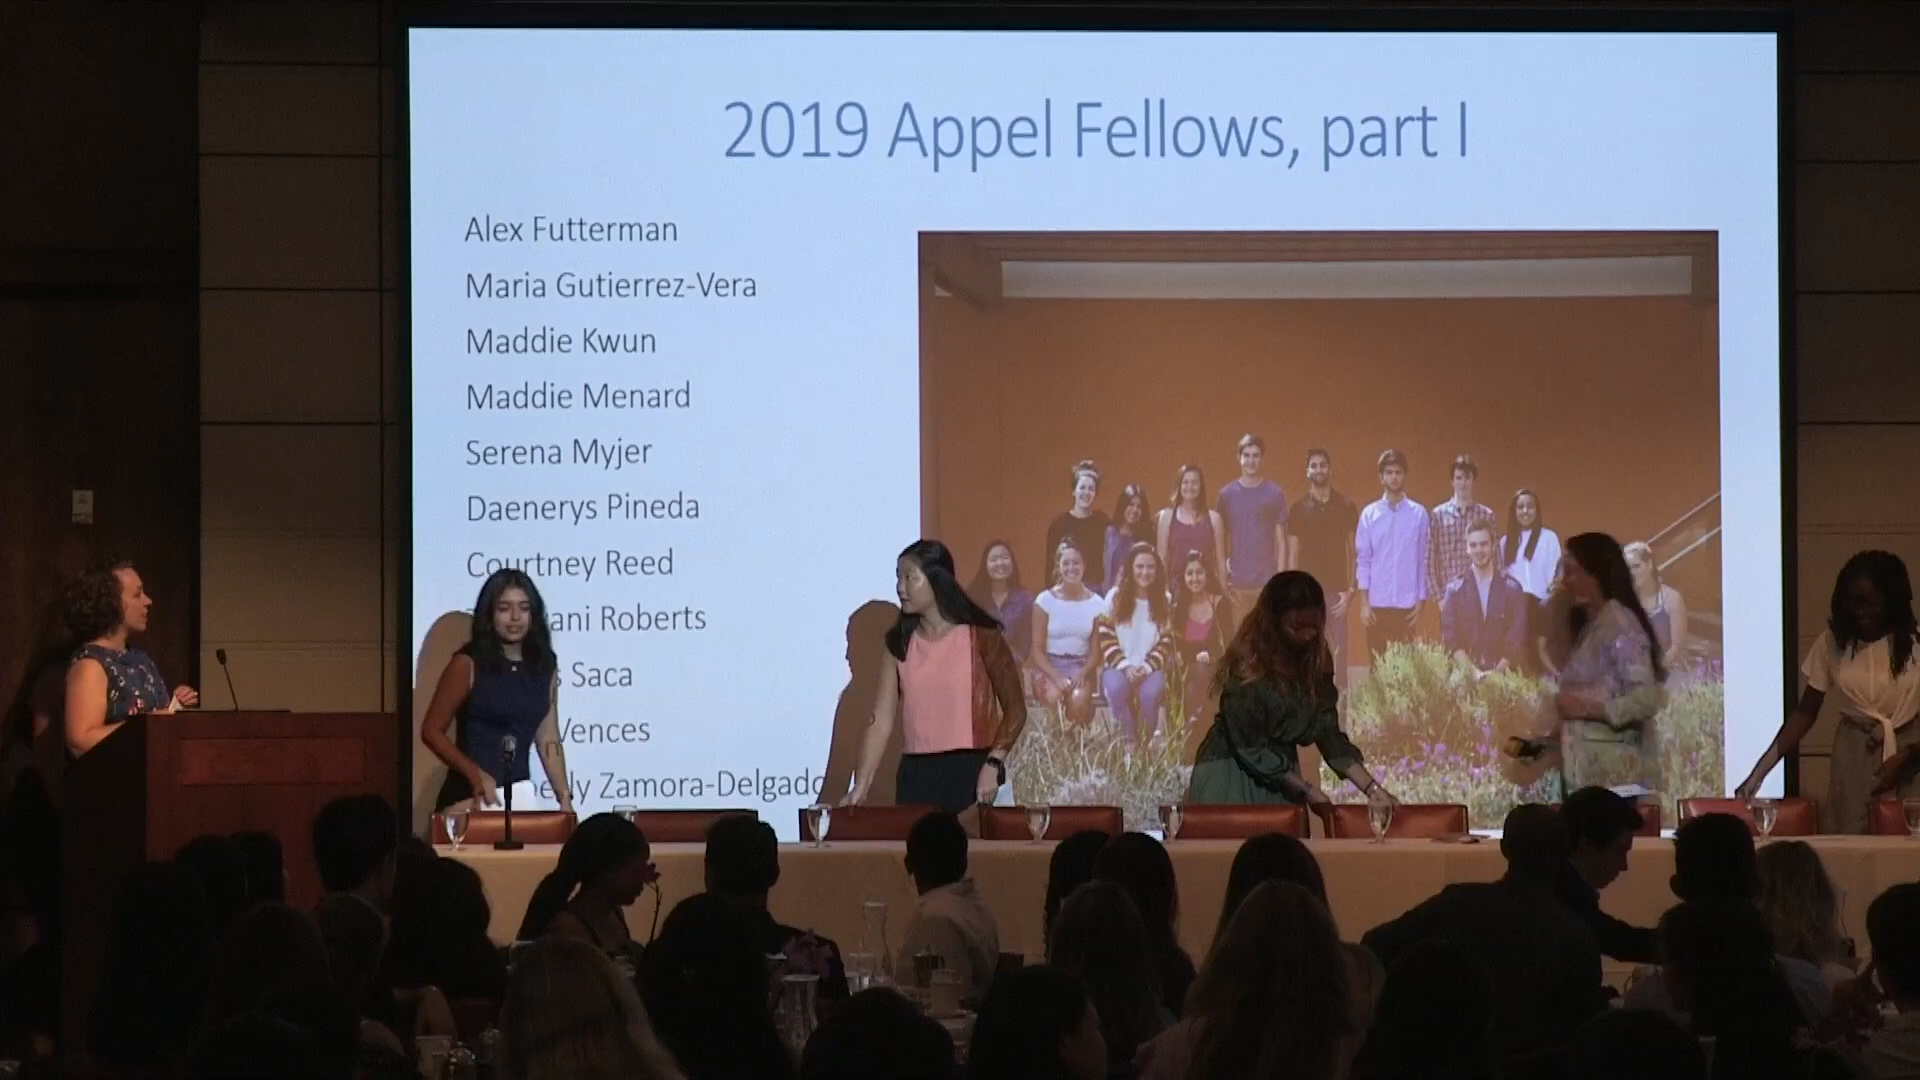 2019 Appel Fellows, part I
Alex Futterman
Maria Gutierrez-Vera
Maddie Kwun
Maddie Menard
Serena Myjer
Daenerys Pineda
Courtney Reed
Roberts
Saca
Vences
Zamora-Delgado